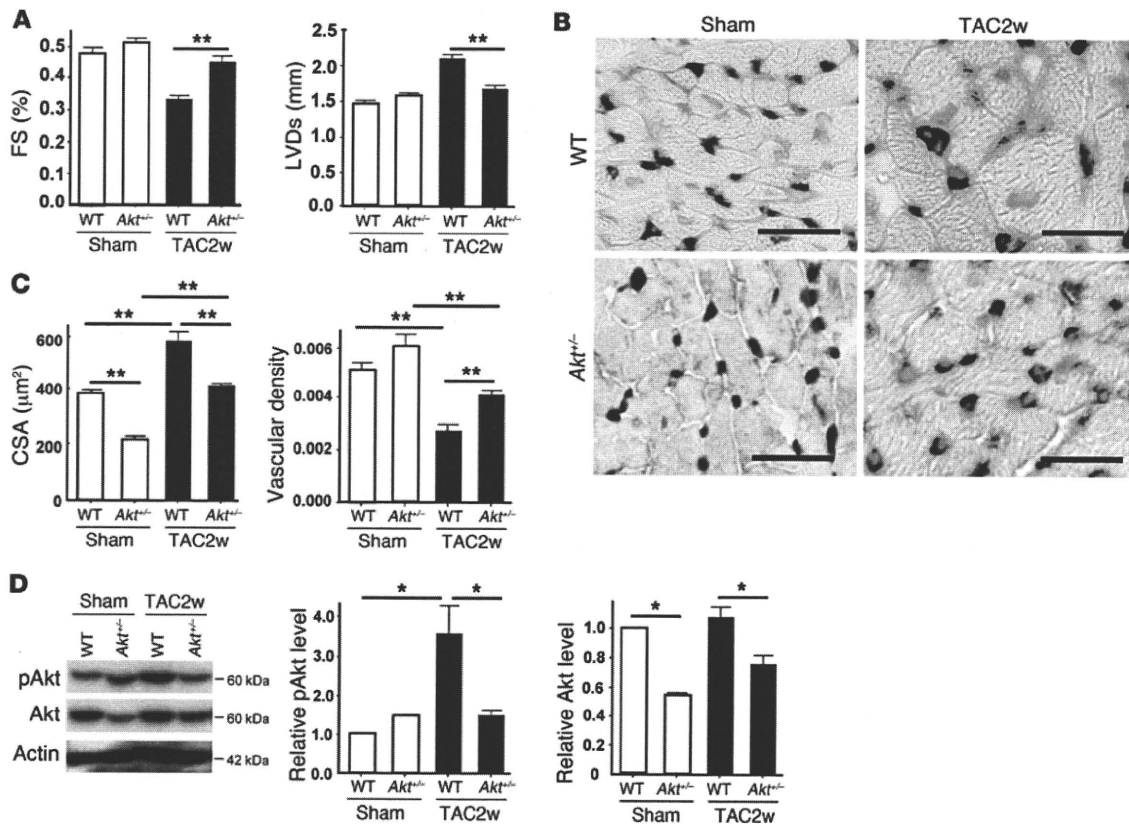 A
FS (%)
0.5
0.4
0.3
0.2
0.1
0
**
WT Akt+/− WT Akt+/−
Sham TAC2w
LVDs (mm)
2.5
2.0
1.5
1.0
0.5
0.0
**
WT Akt+/− WT Akt+/−
Sham TAC2w
B
Sham TAC2w
WT
Akt+/−
C
CSA (μm²)
600
400
200
0
**
** **
**
WT Akt+/− WT Akt+/−
Sham TAC2w
Vascular density
0.006
0.004
0.002
0.000
**
**
**
WT Akt+/− WT Akt+/−
Sham TAC2w
D
Sham TAC2w
WT Akt+/− WT Akt+/−
pAkt 60 kDa
Akt 60 kDa
Actin 42 kDa
Relative pAkt level
4.0
3.0
2.0
1.0
0.0
* *
WT Akt+/− WT Akt+/−
Sham TAC2w
Relative Akt level
1.0
0.8
0.6
0.4
0.2
0
* *
WT Akt+/− WT Akt+/−
Sham TAC2w